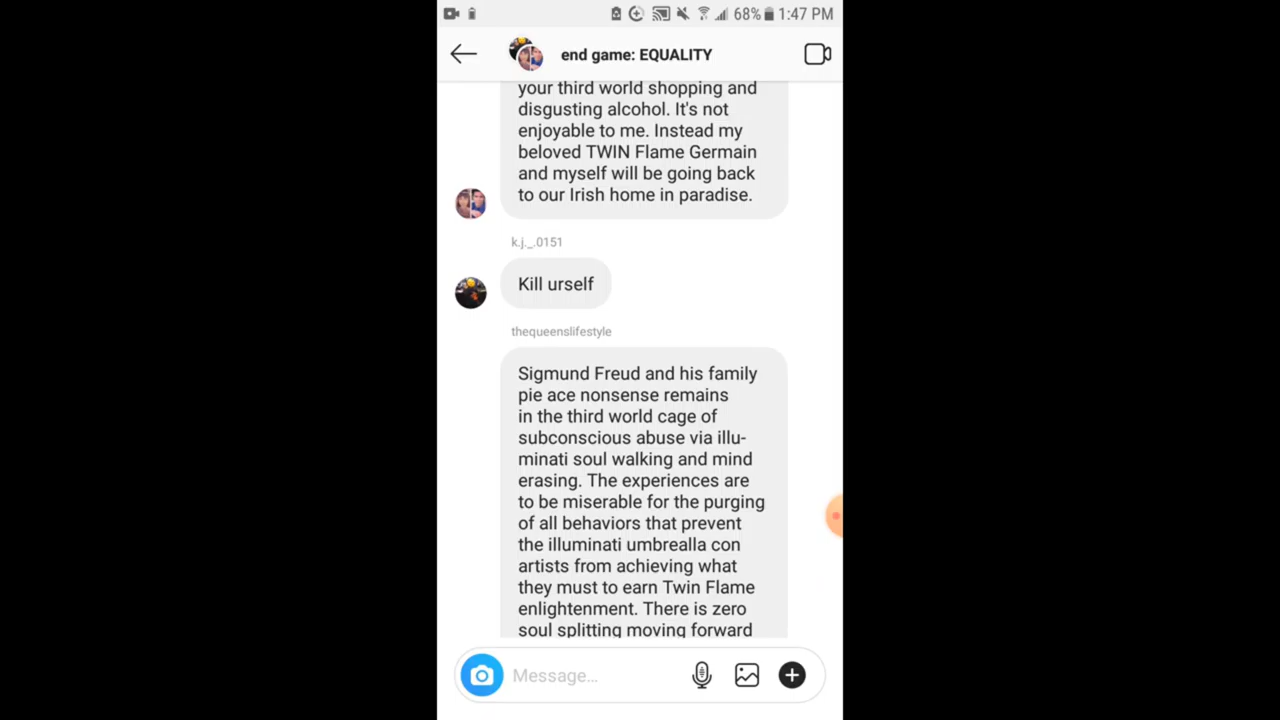 68% 1:47 PM
end game: EQUALITY
your third world shopping and
disgusting alcohol. It's not
enjoyable to me. Instead my
beloved TWIN Flame Germain
and myself will be going back
to our Irish home in paradise.
k.j._.0151
Kill urself
thequeenslifestyle
Sigmund Freud and his family
pie ace nonsense remains
in the third world cage of
subconscious abuse via illu-
minati soul walking and mind
erasing. The experiences are
to be miserable for the purging
of all behaviors that prevent
the illuminati umbrealla con
artists from achieving what
they must to earn Twin Flame
enlightenment. There is zero
soul splitting moving forward
Message...